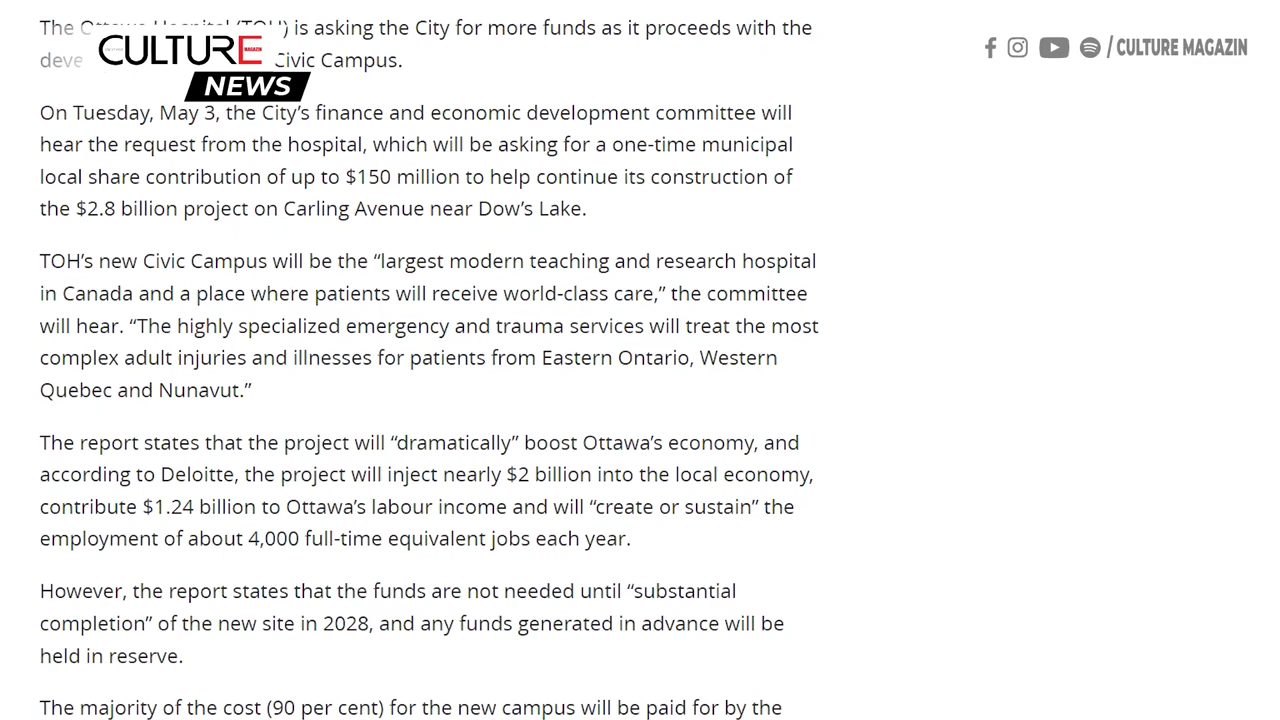 The Ottawa Hospital (TOH) is asking the City for more funds as it proceeds with the
deve Civic Campus.
CULTURE
MAGAZIN
NEWS
/ CULTURE MAGAZIN
On Tuesday, May 3, the City’s finance and economic development committee will
hear the request from the hospital, which will be asking for a one-time municipal
local share contribution of up to $150 million to help continue its construction of
the $2.8 billion project on Carling Avenue near Dow’s Lake.
TOH’s new Civic Campus will be the “largest modern teaching and research hospital
in Canada and a place where patients will receive world-class care,” the committee
will hear. “The highly specialized emergency and trauma services will treat the most
complex adult injuries and illnesses for patients from Eastern Ontario, Western
Quebec and Nunavut.”
The report states that the project will “dramatically” boost Ottawa’s economy, and
according to Deloitte, the project will inject nearly $2 billion into the local economy,
contribute $1.24 billion to Ottawa’s labour income and will “create or sustain” the
employment of about 4,000 full-time equivalent jobs each year.
However, the report states that the funds are not needed until “substantial
completion” of the new site in 2028, and any funds generated in advance will be
held in reserve.
The majority of the cost (90 per cent) for the new campus will be paid for by the